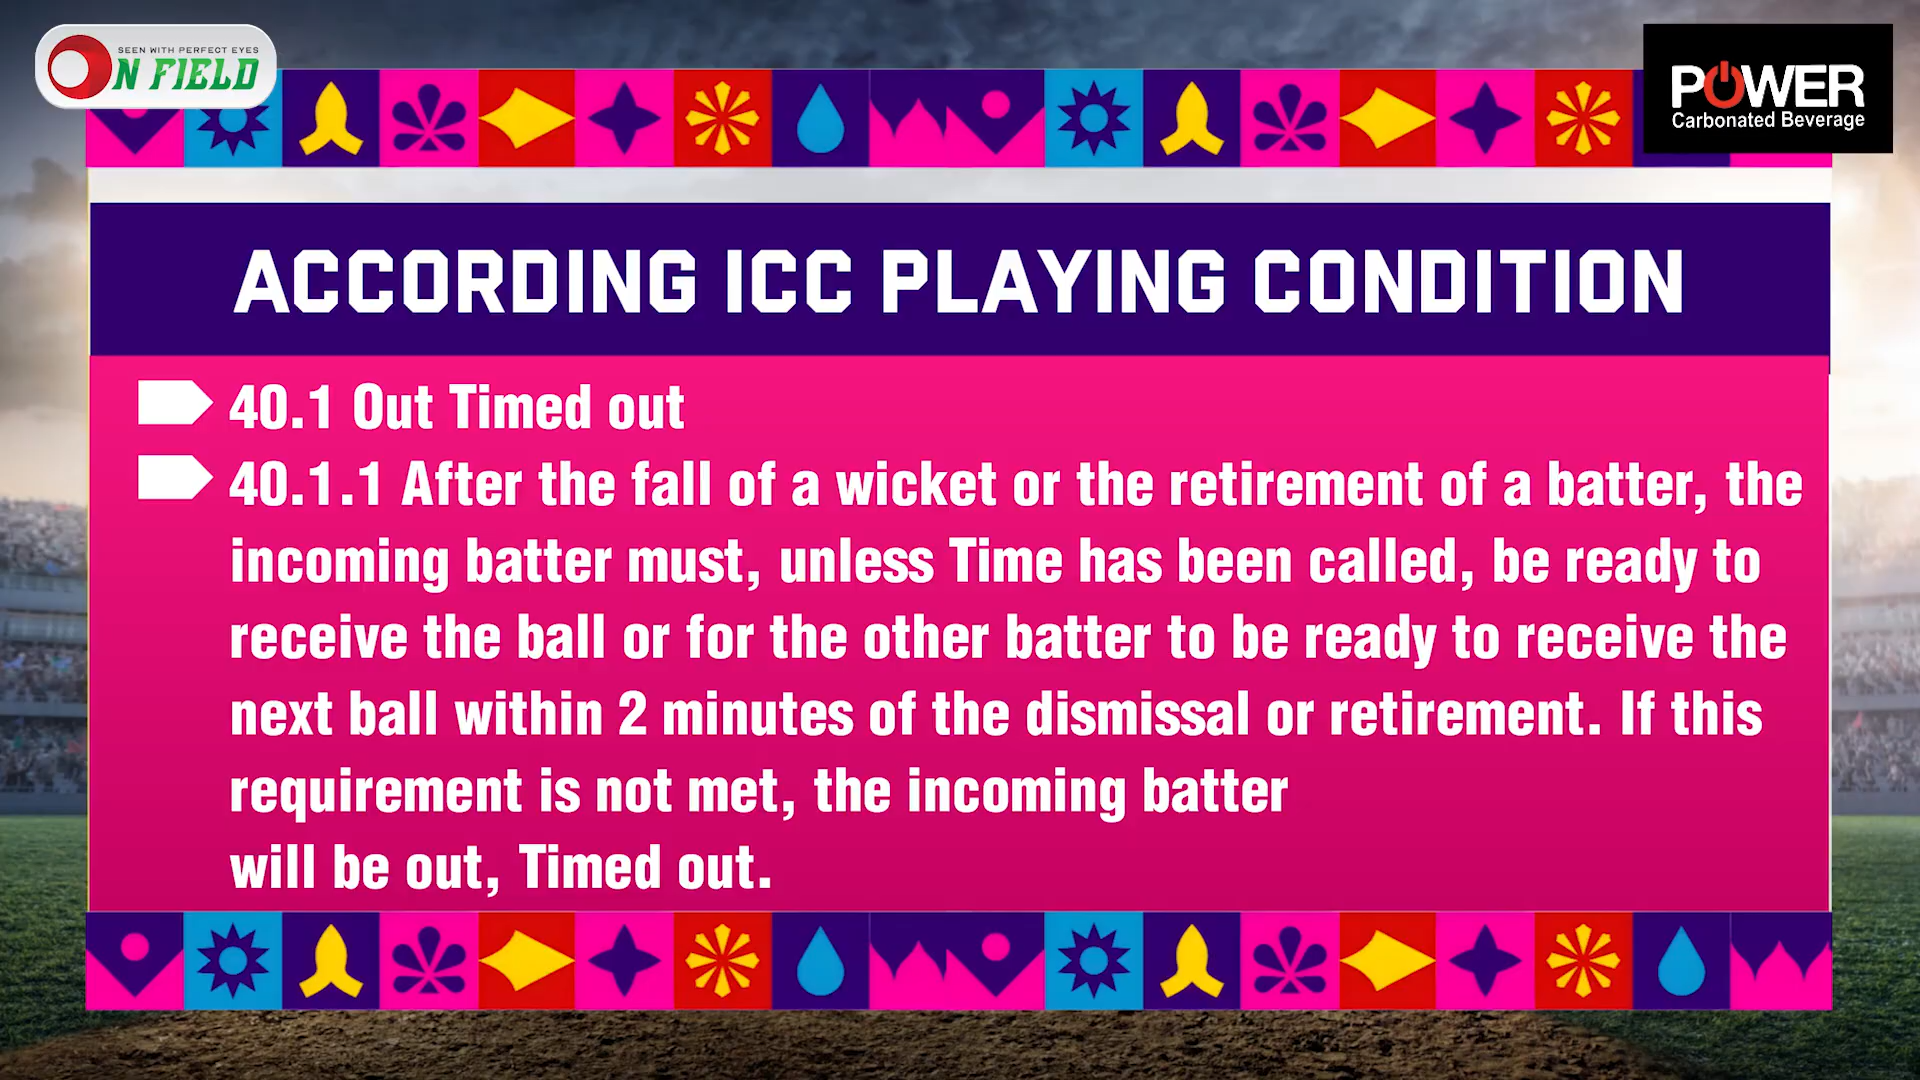 SEEN WITH PERFECT EYES
ON FIELD
POWER
Carbonated Beverage
ACCORDING ICC PLAYING CONDITION
40.1 Out Timed out
40.1.1 After the fall of a wicket or the retirement of a batter, the
incoming batter must, unless Time has been called, be ready to
receive the ball or for the other batter to be ready to receive the
next ball within 2 minutes of the dismissal or retirement. If this
requirement is not met, the incoming batter
will be out, Timed out.